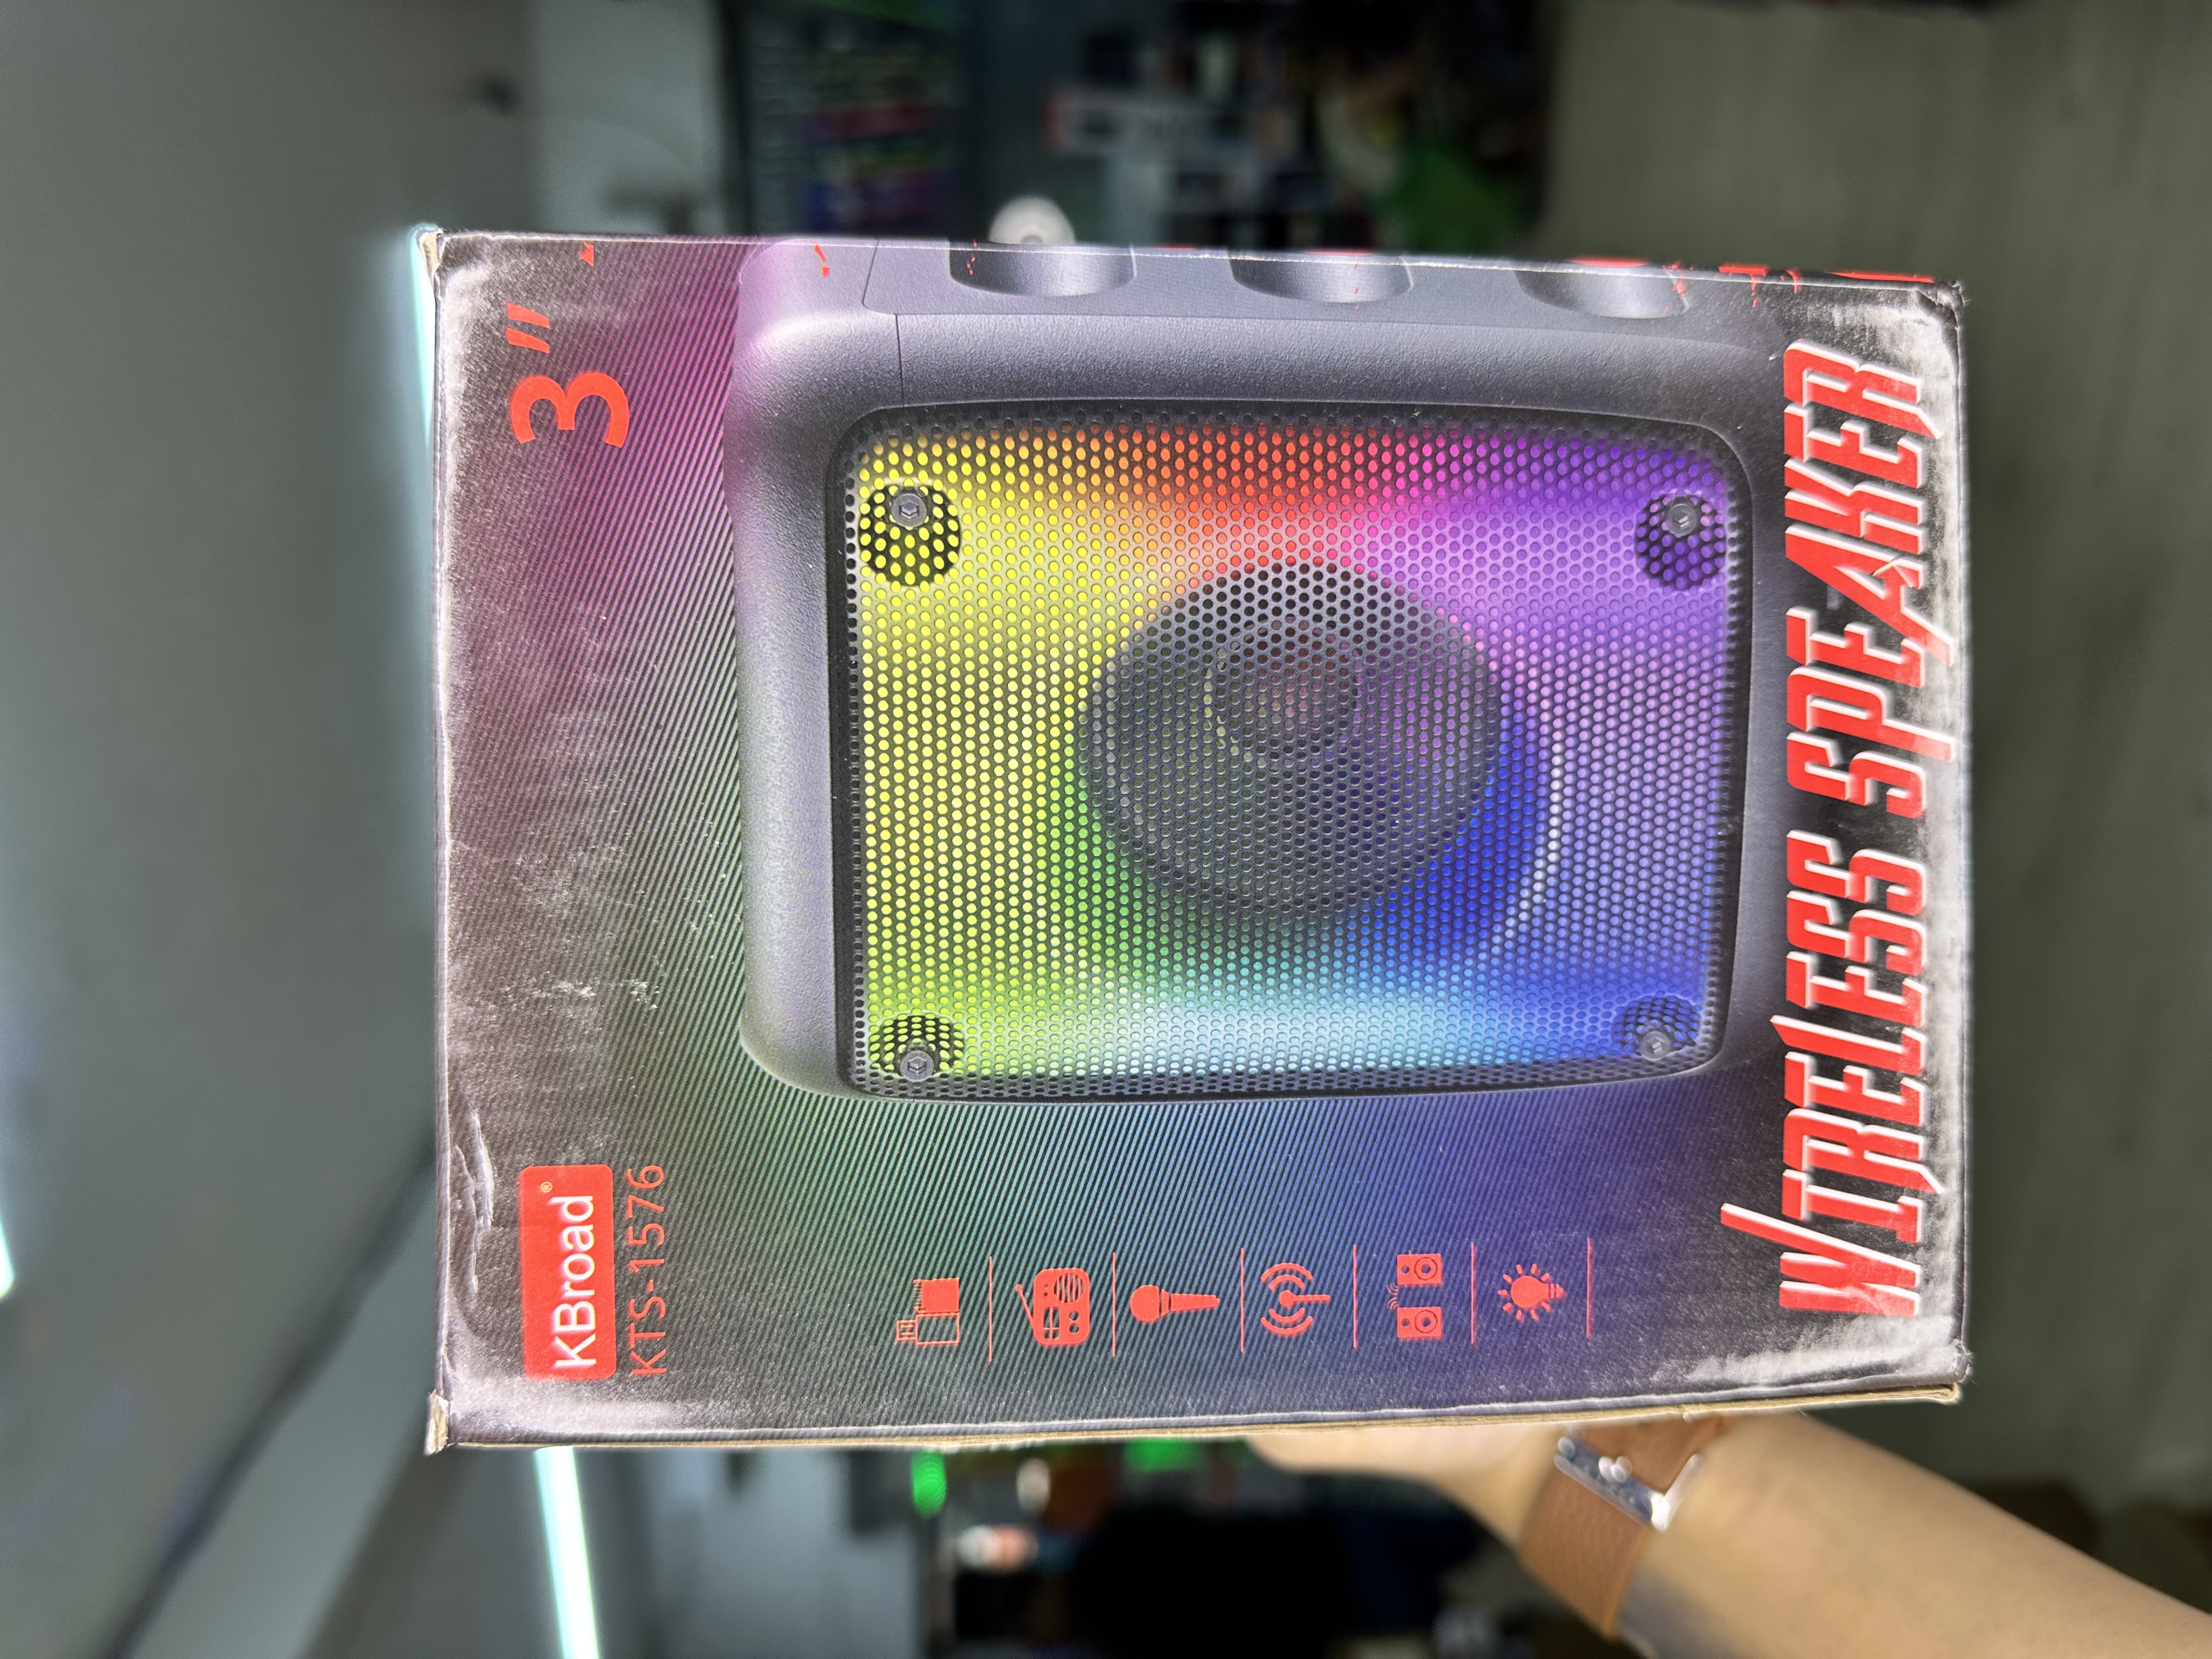 KBroad®
KTS-1576
3"
WIRELESS SPEAKER